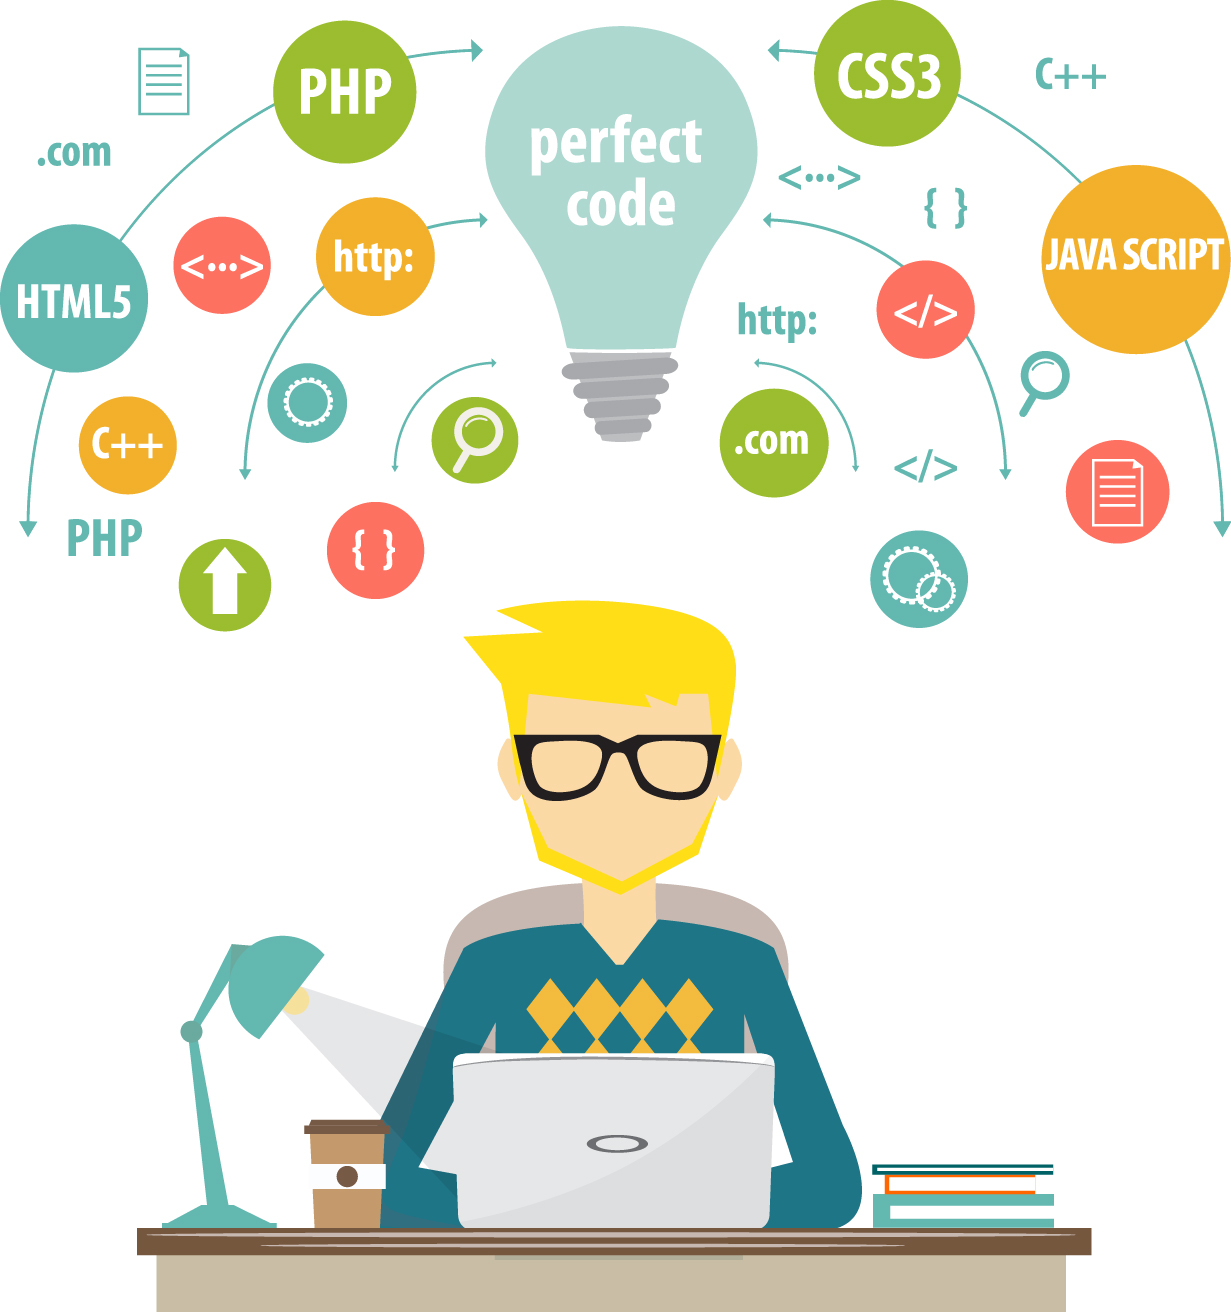 PHP
CSS3
C++
perfect
code
.com
<...>
{ }
<...>
http:
JAVA SCRIPT
HTML5
</>
http:
C++
.com
</>
PHP
{ }